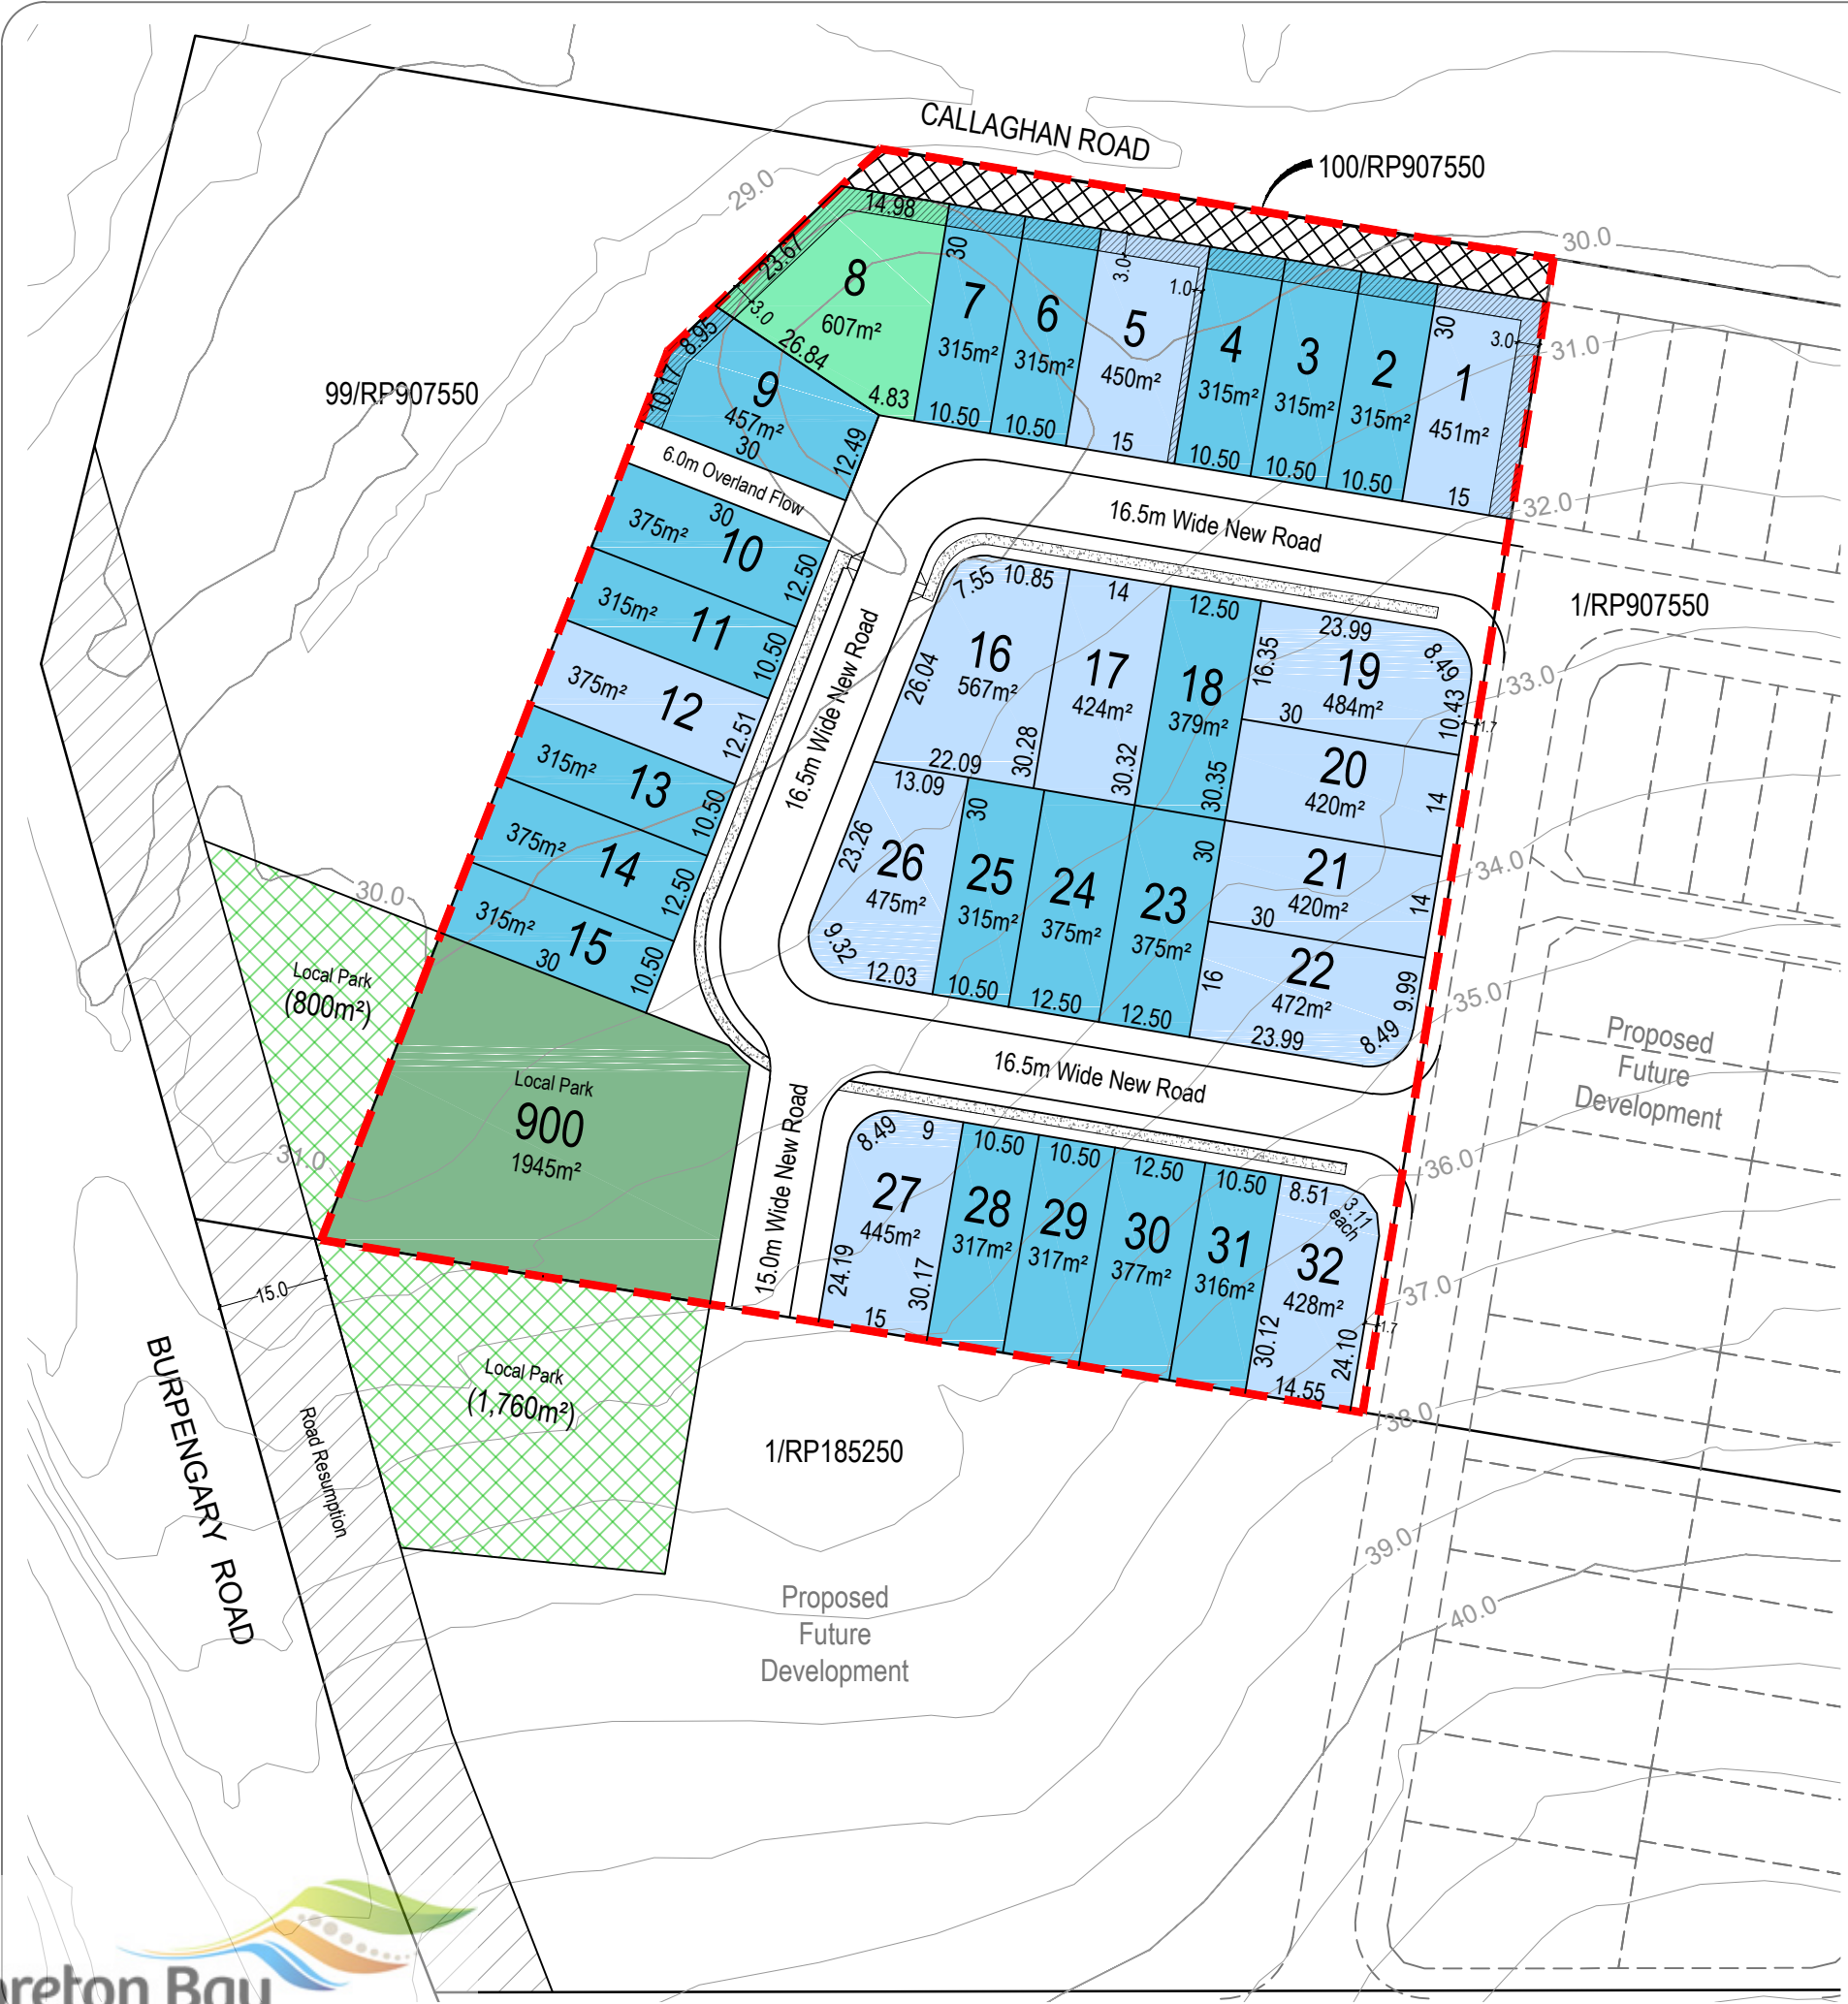 CALLAGHAN ROAD
100/RP907550
29.0
30.0
14.98
23.67
8
607m²
3.0
26.84
4.83
30
7
315m²
10.50
6
315m²
10.50
3.0
1.0
5
450m²
15
4
315m²
10.50
3
315m²
10.50
2
315m²
10.50
30
3.0
1
451m²
15
31.0
32.0
99/RP907550
8.95
10.17
9
457m²
30
12.49
6.0m Overland Flow
30
375m²
10
12.50
315m²
11
10.50
375m²
12
12.51
315m²
13
10.50
375m²
14
12.50
315m²
15
30
10.50
16.5m Wide New Road
16.5m Wide New Road
1/RP907550
7.55
10.85
16
567m²
26.04
22.09
30.28
14
17
424m²
30.32
12.50
18
379m²
30.35
16.35
23.99
8.49
19
484m²
10.43
30
1.7
33.0
20
420m²
14
21
420m²
14
30
34.0
22
472m²
16
9.99
23.99
8.49
35.0
13.09
23.26
26
475m²
9.32
12.03
30
25
315m²
10.50
24
375m²
12.50
30
23
375m²
12.50
30.0
Local Park
(800m²)
Local Park
900
1945m²
31.0
16.5m Wide New Road
15.0m Wide New Road
8.49
9
27
445m²
24.19
30.17
15
10.50
28
317m²
10.50
29
317m²
12.50
30
377m²
10.50
31
316m²
8.51
3.11
each
32
428m²
30.12
24.10
14.55
1.7
36.0
37.0
38.0
39.0
40.0
Proposed
Future
Development
15.0
BURPENGARY ROAD
Road Resumption
Local Park
(1,760m²)
1/RP185250
Proposed
Future
Development
reton Bay